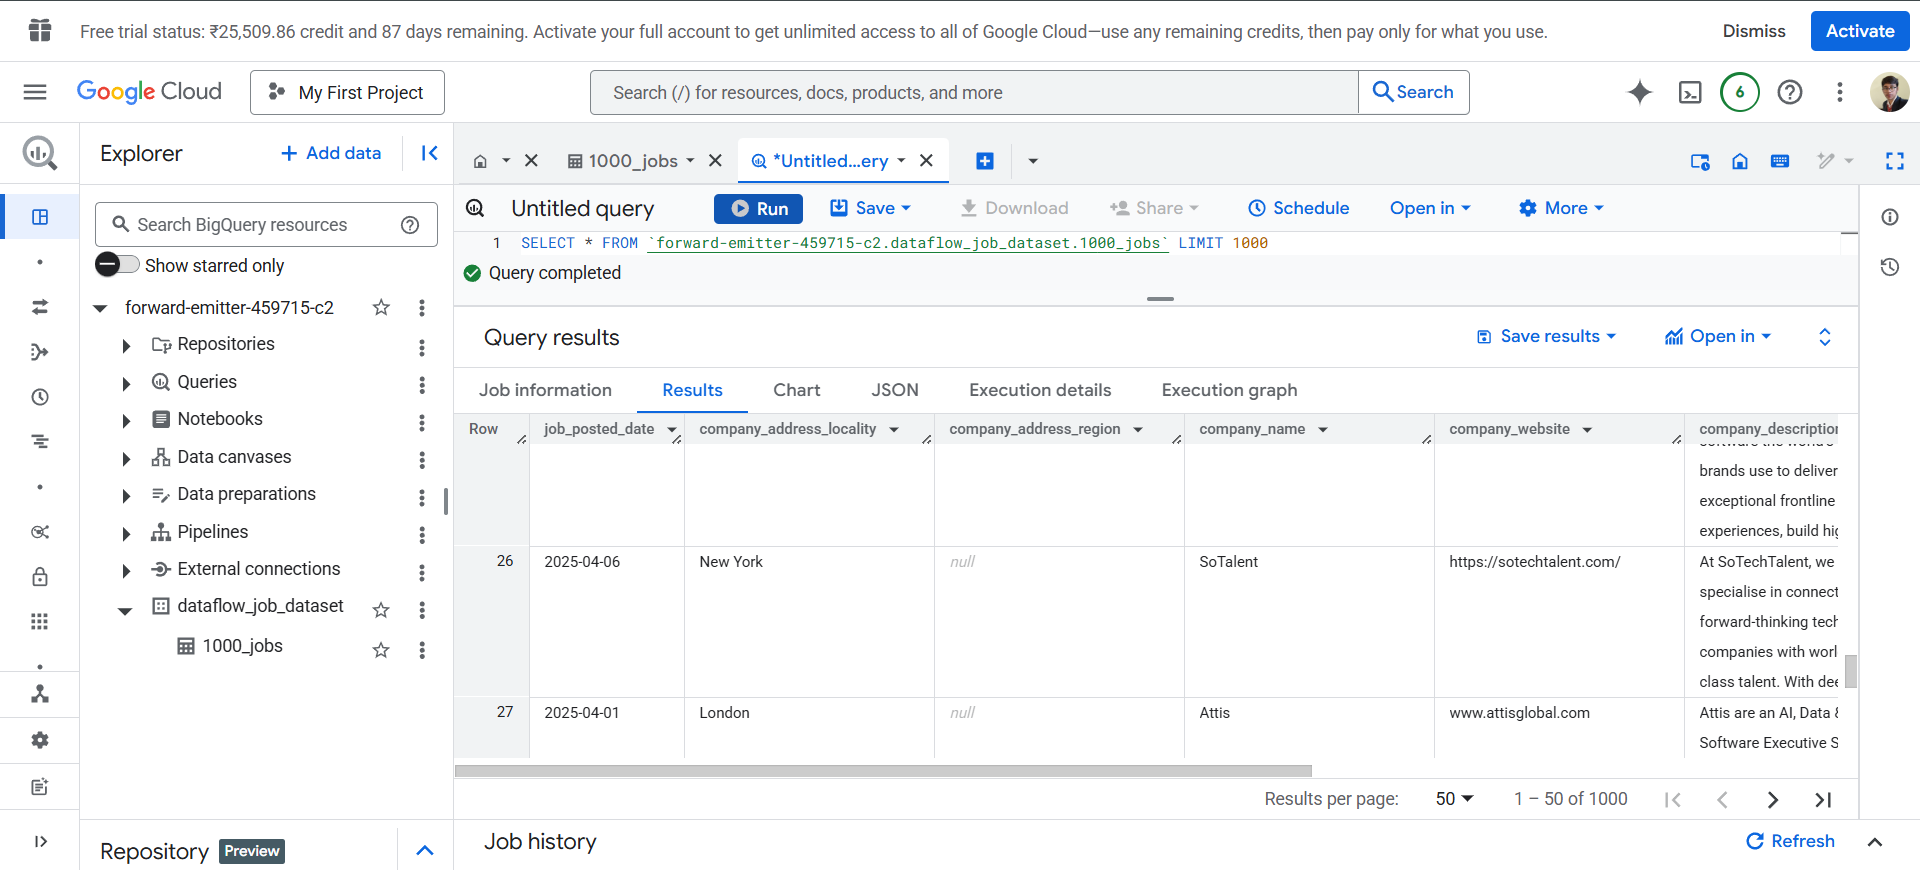 Free trial status: ₹25,509.86 credit and 87 days remaining. Activate your full account to get unlimited access to all of Google Cloud—use any remaining credits, then pay only for what you use.
Dismiss
Activate
Google Cloud
My First Project
Search (/) for resources, docs, products, and more
Search
6
Explorer
+ Add data
Search BigQuery resources
Show starred only
forward-emitter-459715-c2
Repositories
Queries
Notebooks
Data canvases
Data preparations
Pipelines
External connections
dataflow_job_dataset
1000_jobs
Repository Preview
1000_jobs
*Untitled...ery
Untitled query
Run
Save
Download
Share
Schedule
Open in
More
1 SELECT * FROM `forward-emitter-459715-c2.dataflow_job_dataset.1000_jobs` LIMIT 1000
Query completed
Query results
Save results
Open in
Job information
Results
Chart
JSON
Execution details
Execution graph
Row job_posted_date company_address_locality company_address_region company_name company_website company_description
software the world's
brands use to deliver
exceptional frontline
experiences, build hig
26 2025-04-06 New York null SoTalent https://sotechtalent.com/ At SoTechTalent, we
specialise in connect
forward-thinking tech
companies with worl
class talent. With dee
27 2025-04-01 London null Attis www.attisglobal.com Attis are an AI, Data &
Software Executive S
Results per page: 50 1 – 50 of 1000
Job history
Refresh